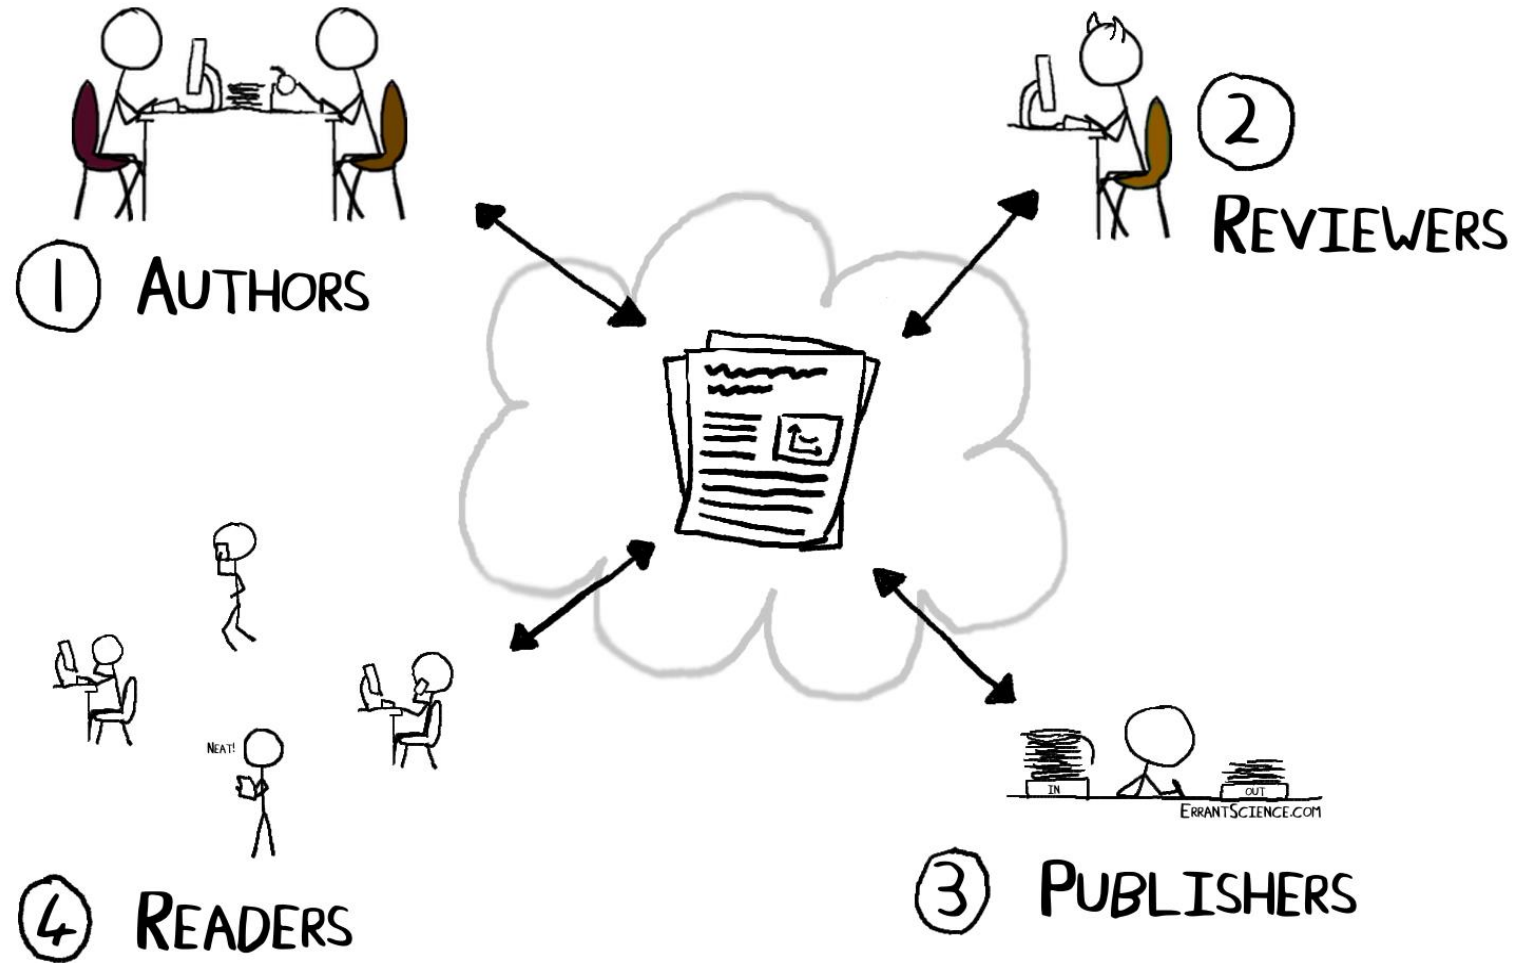 1 AUTHORS
2
REVIEWERS
NEAT!
IN
OUT
ERRANTSCIENCE.COM
3 PUBLISHERS
4 READERS